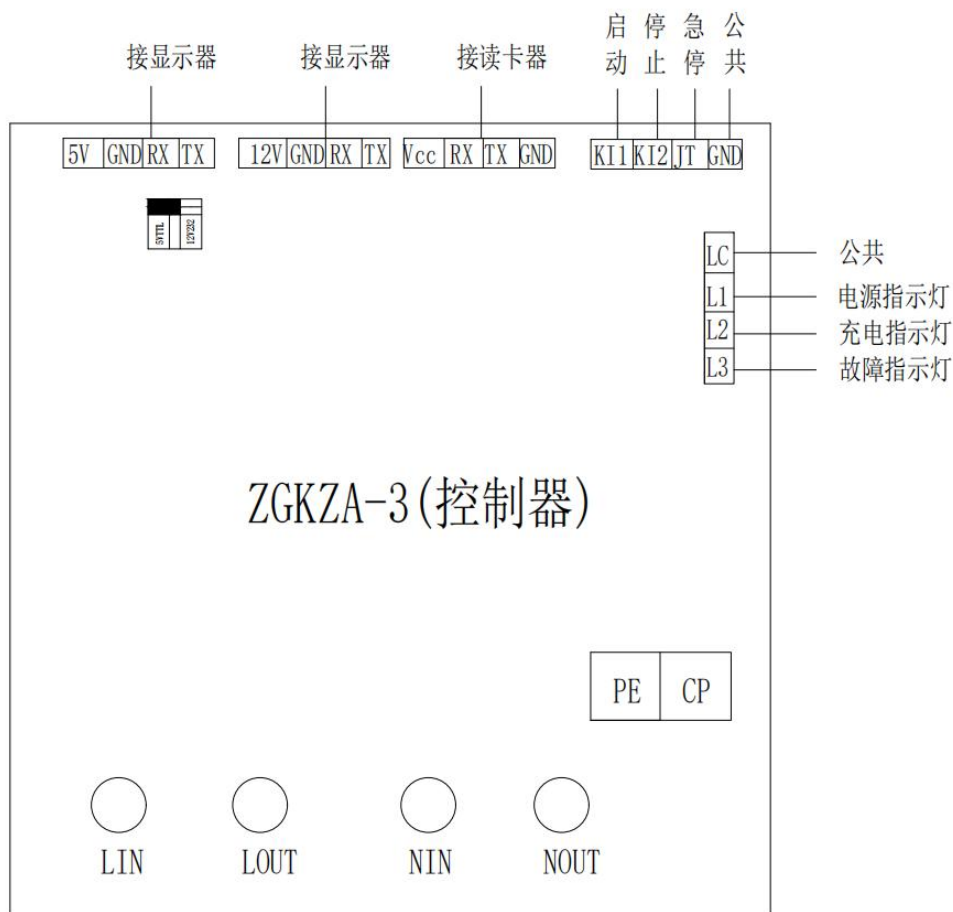 接显示器 接显示器 接读卡器 启动 停止 急停 公共
5V GND RX TX 12V GND RX TX Vcc RX TX GND KI1 KI2 JT GND
5VTTL 12V232
LC 公共
L1 电源指示灯
L2 充电指示灯
L3 故障指示灯
ZGKZA-3(控制器)
PE CP
LIN LOUT NIN NOUT